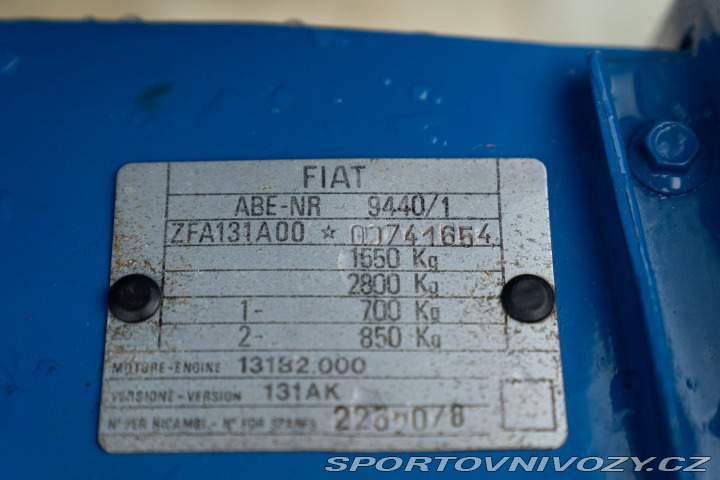 FIAT
ABE-NR 9440/1
ZFA131A00 ☆ 00741654
1550 Kg
2800 Kg
1- 700 Kg
2- 850 Kg
MOTORE-ENGINE 131B2.000
VERSIONE-VERSION 131AK
N° PER RICAMBI - N° FOR SPARES
SPORTOVNIVOZY.CZ